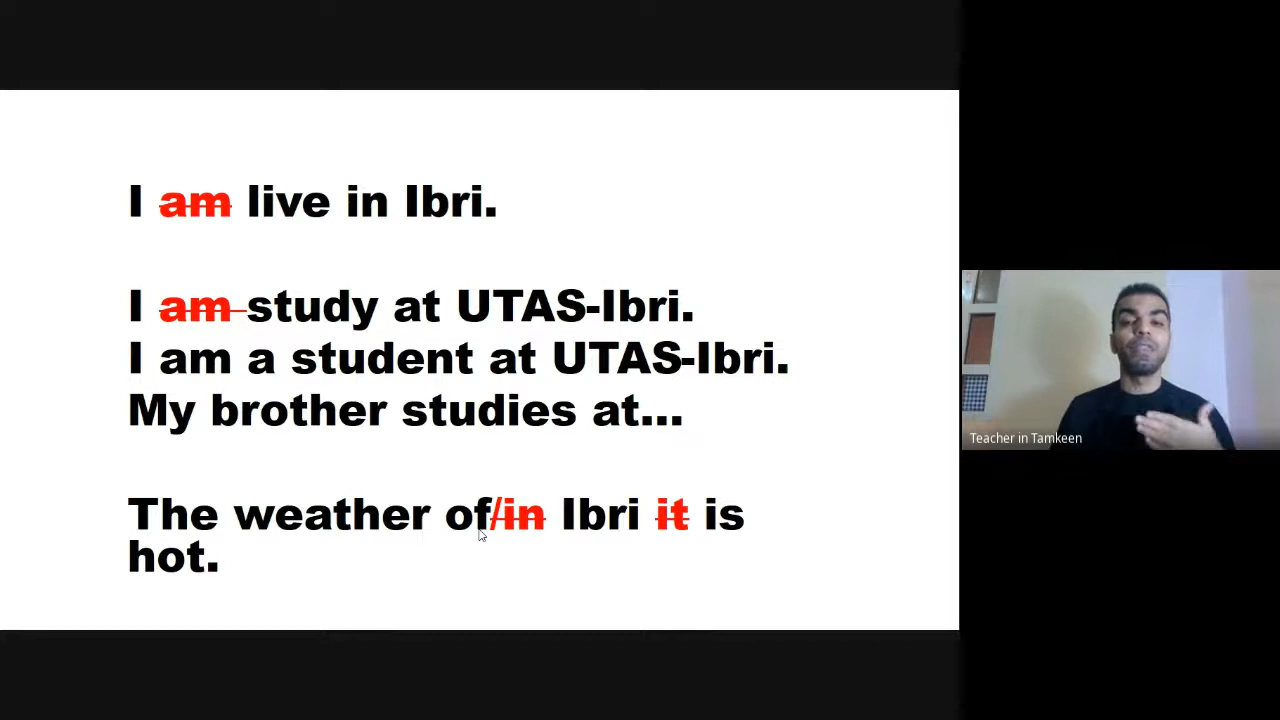 I am live in Ibri.
I am study at UTAS-Ibri.
I am a student at UTAS-Ibri.
My brother studies at...
The weather of/in Ibri it is
hot.
Teacher in Tamkeen